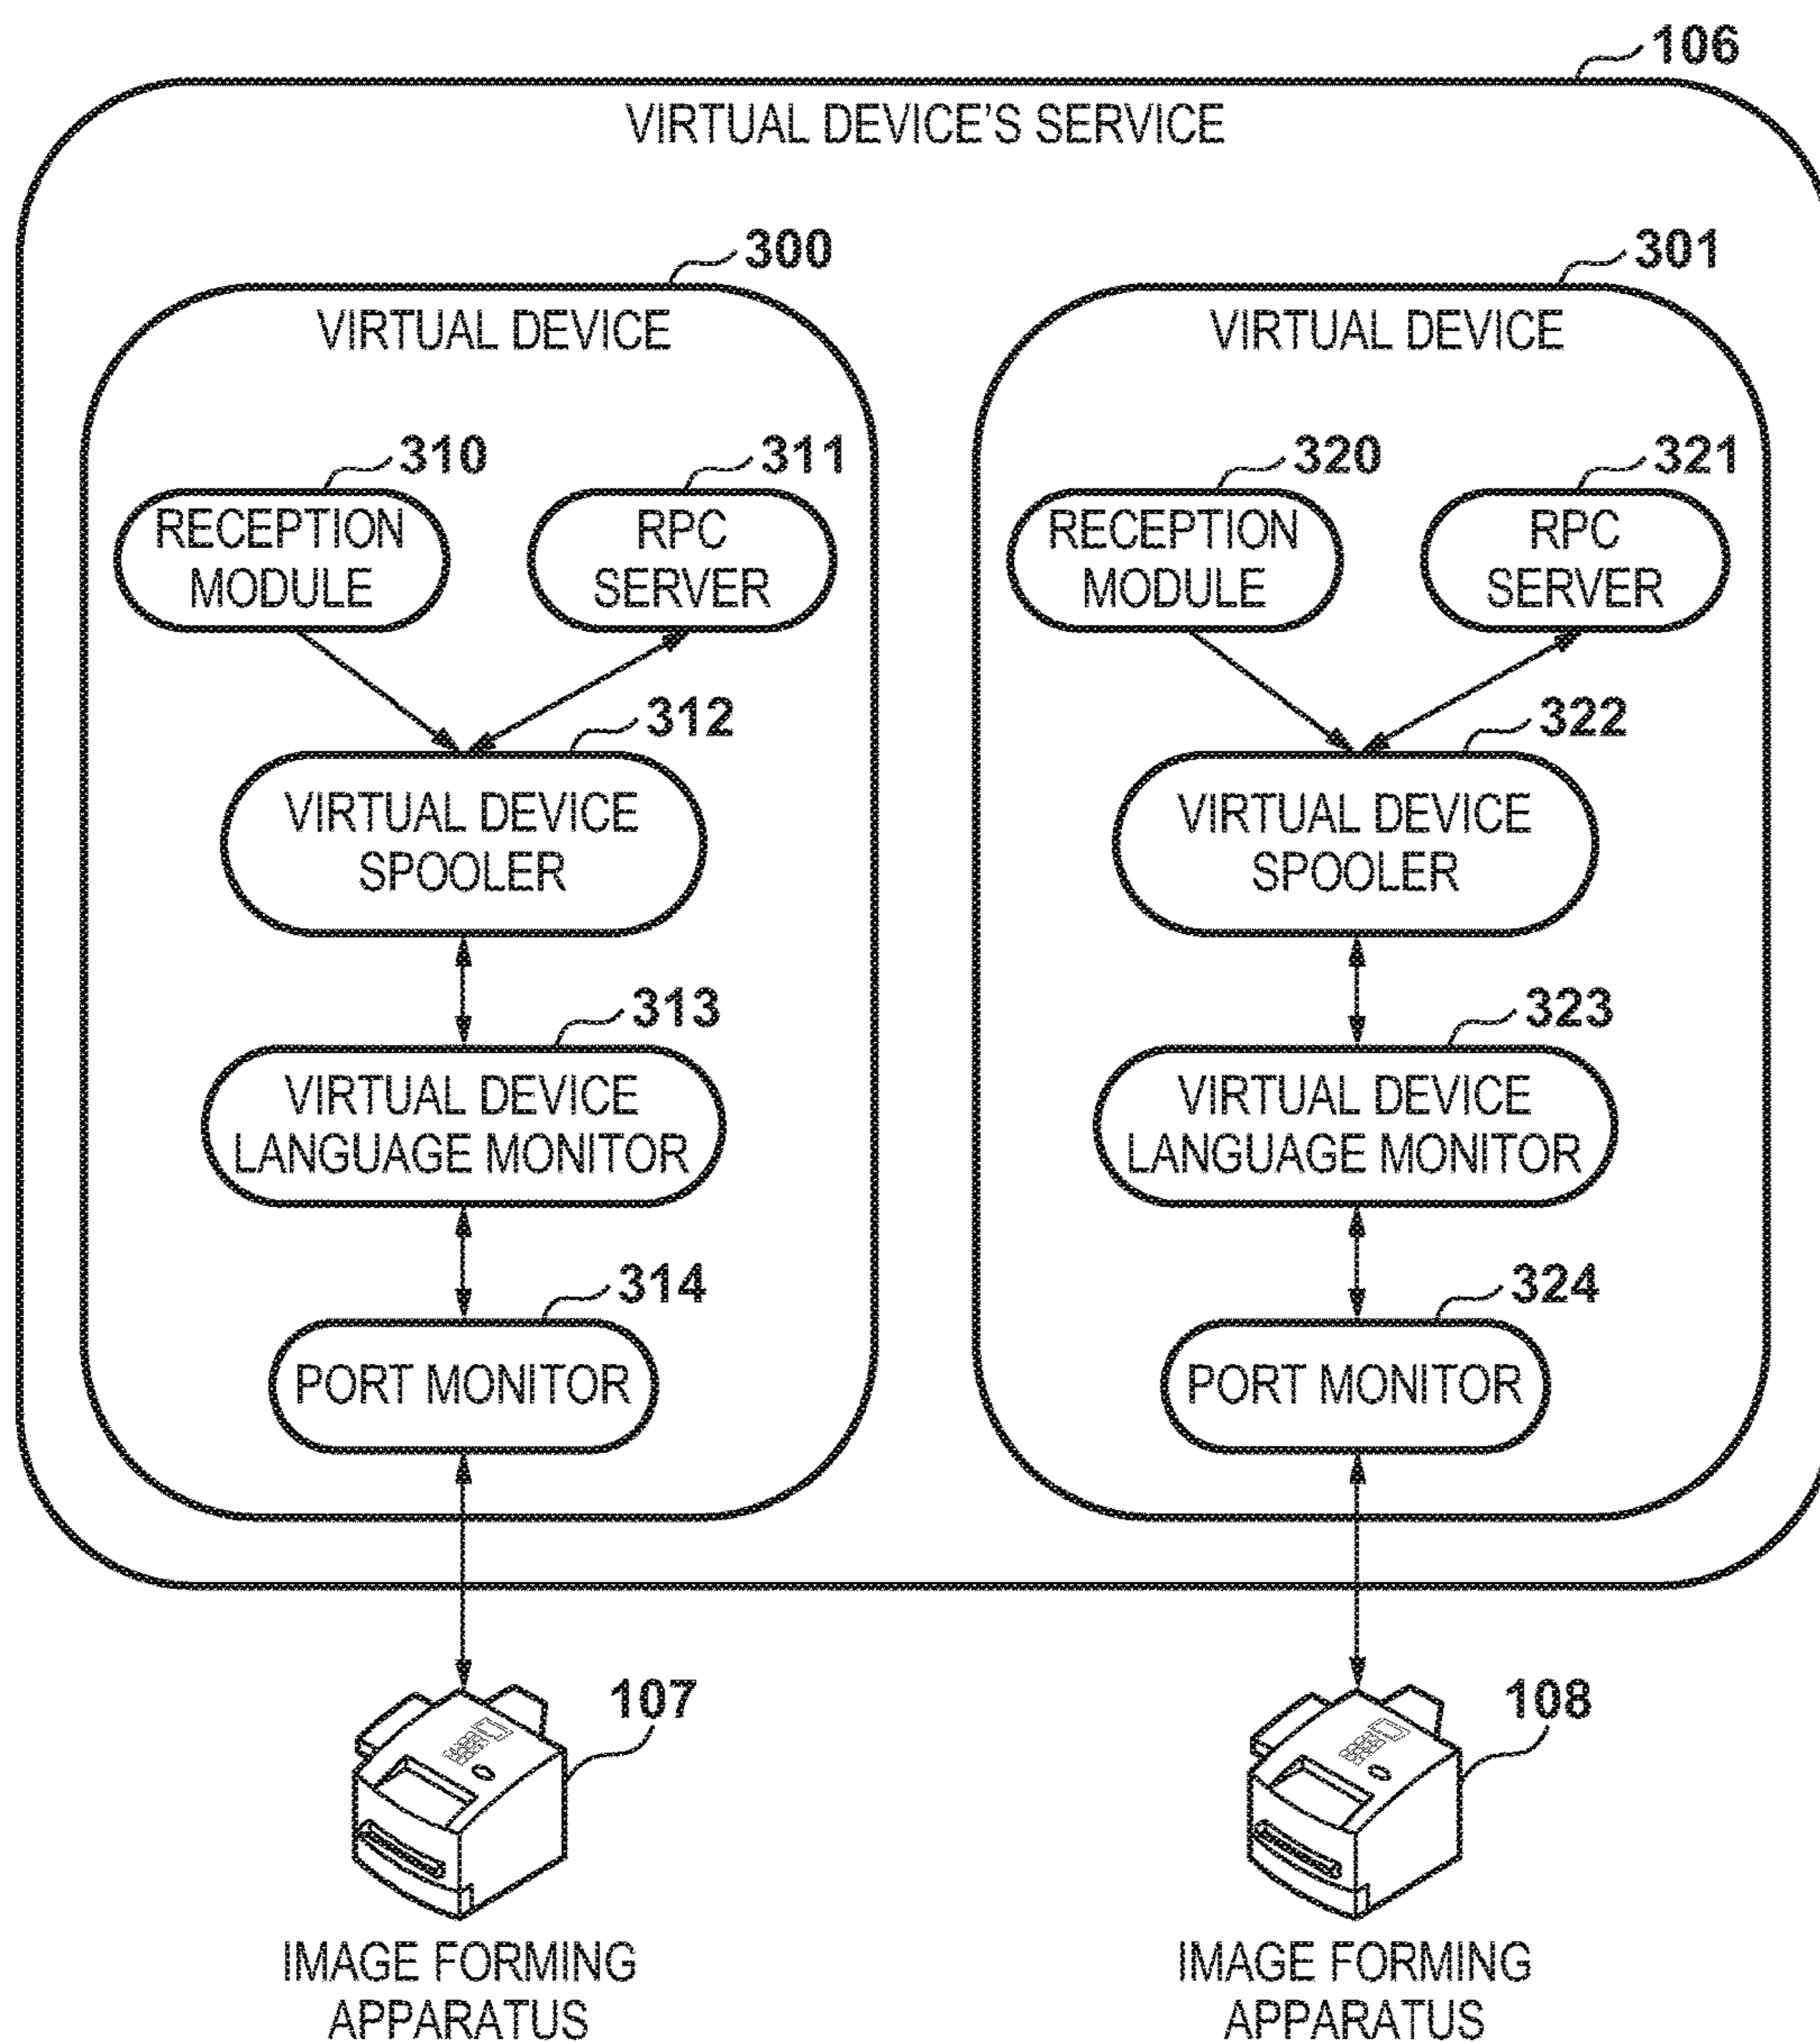 106
VIRTUAL DEVICE'S SERVICE
300
VIRTUAL DEVICE
310
RECEPTION
MODULE
311
RPC
SERVER
312
VIRTUAL DEVICE
SPOOLER
313
VIRTUAL DEVICE
LANGUAGE MONITOR
314
PORT MONITOR
107
IMAGE FORMING
APPARATUS
301
VIRTUAL DEVICE
320
RECEPTION
MODULE
321
RPC
SERVER
322
VIRTUAL DEVICE
SPOOLER
323
VIRTUAL DEVICE
LANGUAGE MONITOR
324
PORT MONITOR
108
IMAGE FORMING
APPARATUS